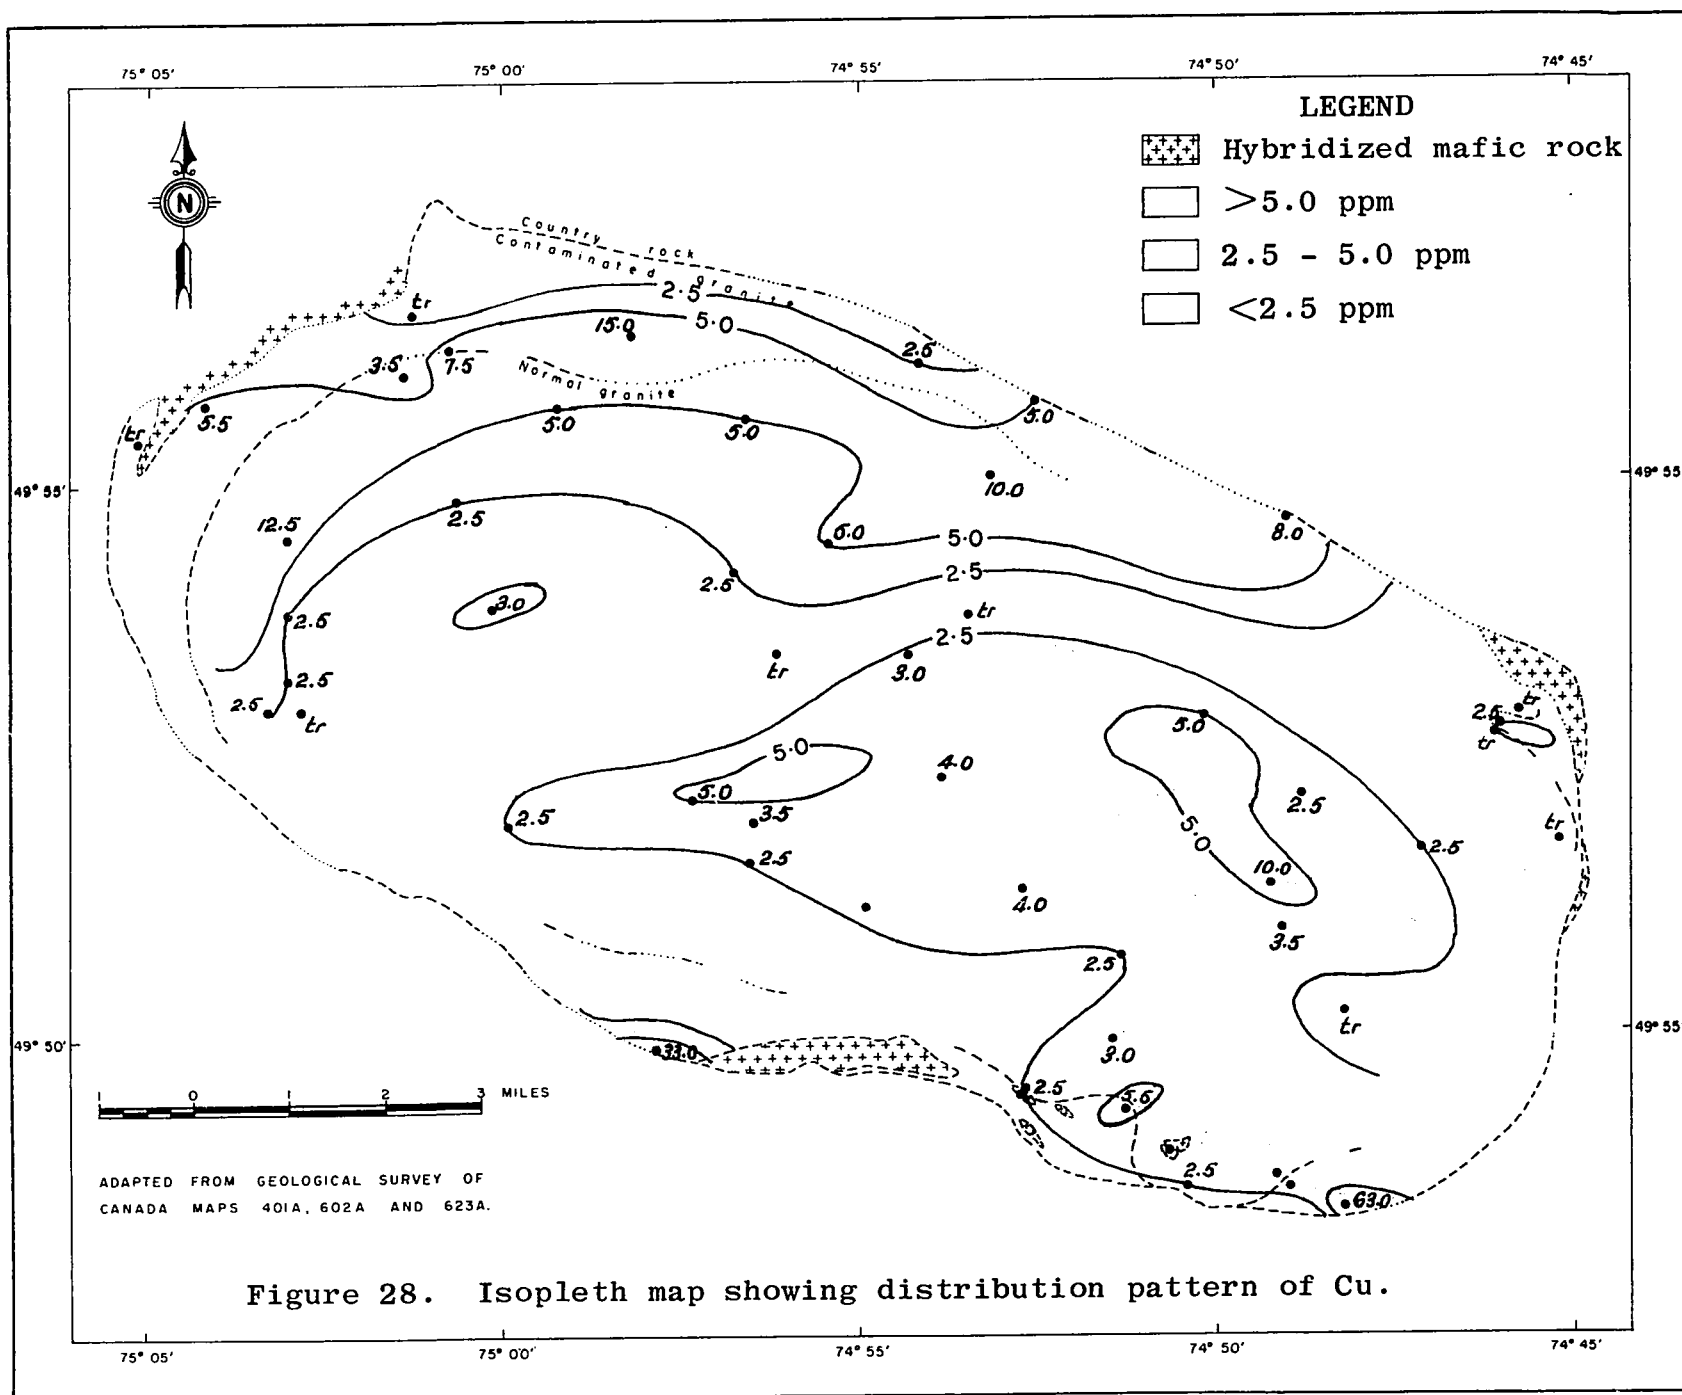 75° 05' 75° 00' 74° 55' 74° 50' 74° 45'
LEGEND
Hybridized mafic rock
>5.0 ppm
2.5 - 5.0 ppm
<2.5 ppm
N
Country rock
Contaminated granite
tr
2.5
5.0
15.0
3.5
7.5
2.5
Normal granite
5.5
5.0
5.0
5.0
tr
49° 55'
49° 55'
10.0
12.5
2.5
6.0
5.0
8.0
2.5
2.5
3.0
tr
2.5
2.5
tr
3.0
2.5
2.5
tr
5.0
tr
2.5
tr
5.0
4.0
5.0
3.5
2.5
2.5
5.0
tr
2.5
2.5
10.0
4.0
3.5
2.5
tr
49° 50'
49° 55'
33.0
3.0
2.5
5.6
2.5
63.0
1 0 1 2 3 MILES
ADAPTED FROM GEOLOGICAL SURVEY OF
CANADA MAPS 401A, 602A AND 623A.
Figure 28. Isopleth map showing distribution pattern of Cu.
75° 05' 75° 00' 74° 55' 74° 50' 74° 45'